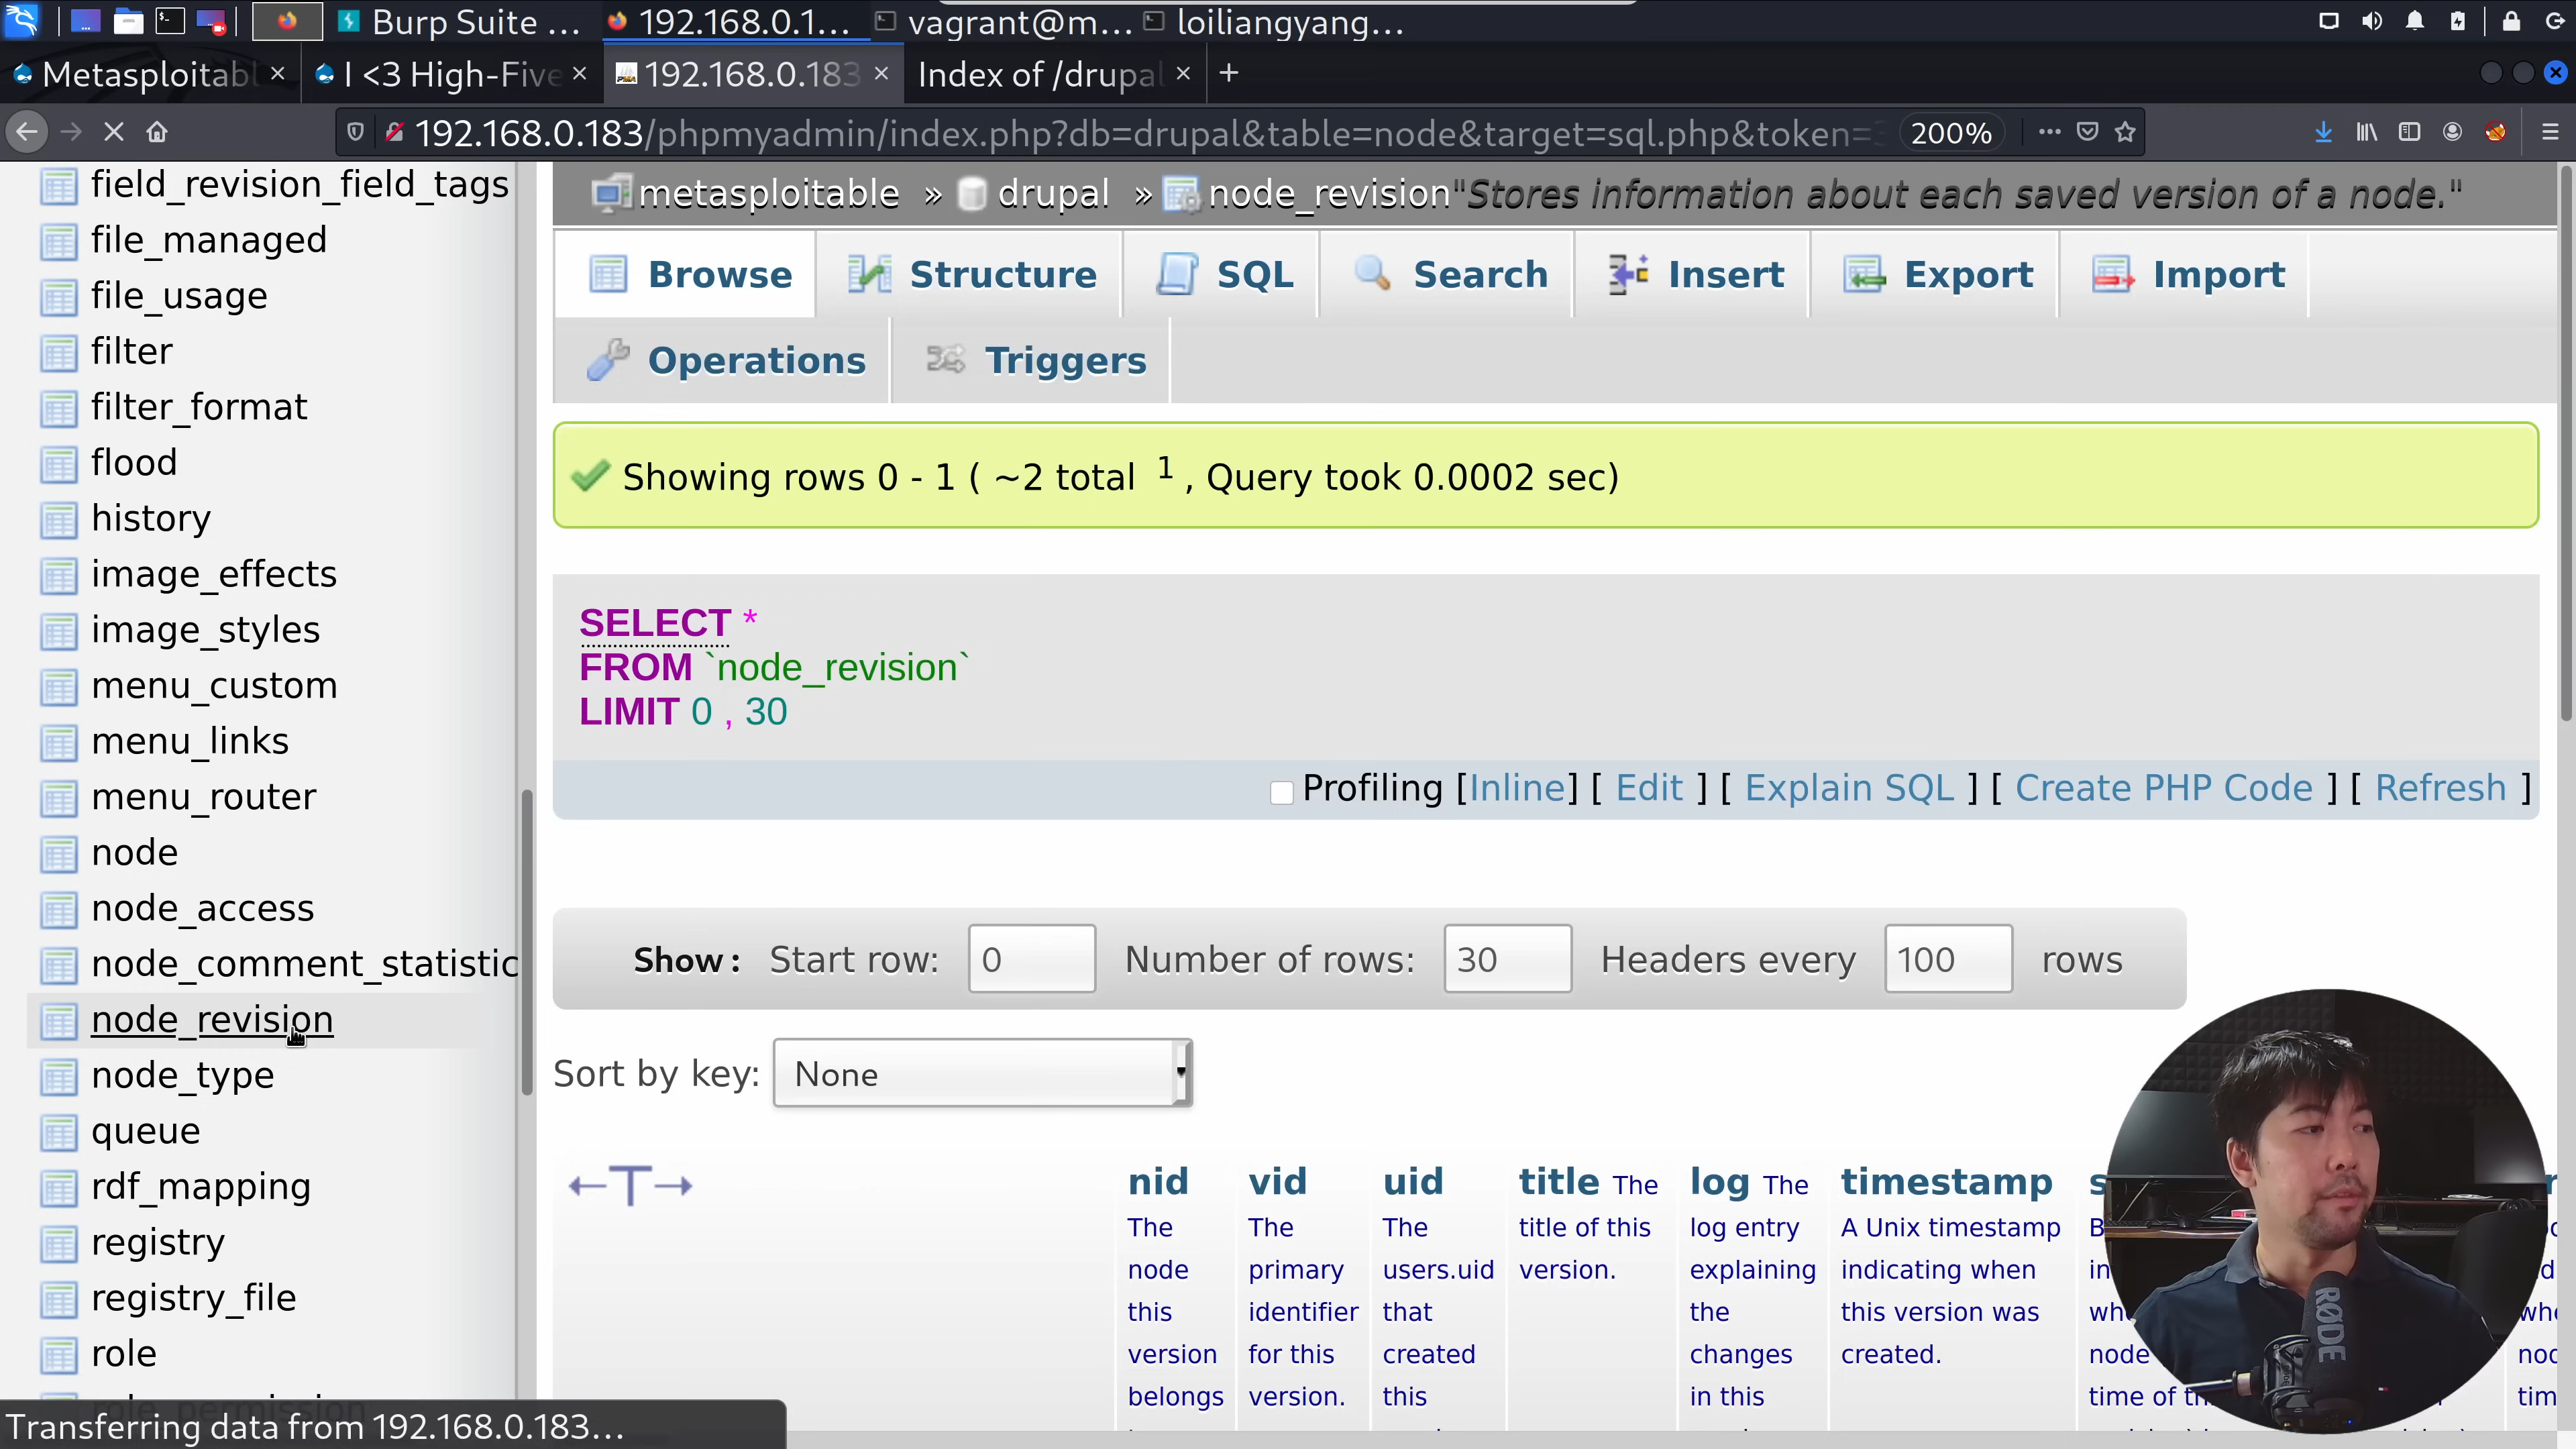 Burp Suite ...
192.168.0.1...
vagrant@m...
loiliangyang...
Metasploitabl
I <3 High-Five
192.168.0.183
Index of /drupal
192.168.0.183/phpmyadmin/index.php?db=drupal&table=node&target=sql.php&token=
200%
field_revision_field_tags
file_managed
file_usage
filter
filter_format
flood
history
image_effects
image_styles
menu_custom
menu_links
menu_router
node
node_access
node_comment_statistic
node_revision
node_type
queue
rdf_mapping
registry
registry_file
role
role_permission
Transferring data from 192.168.0.183...
metasploitable » drupal » node_revision "Stores information about each saved version of a node."
Browse Structure SQL Search Insert Export Import
Operations Triggers
Showing rows 0 - 1 ( ~2 total 1 , Query took 0.0002 sec)
SELECT *
FROM `node_revision`
LIMIT 0 , 30
Profiling [Inline] [ Edit ] [ Explain SQL ] [ Create PHP Code ] [ Refresh ]
Show : Start row: 0 Number of rows: 30 Headers every 100 rows
Sort by key: None
←T→
nid The node this version belongs
vid The primary identifier for this version.
uid The users.uid that created this
title The title of this version.
log The log entry explaining the changes in this
timestamp A Unix timestamp indicating when this version was created.
node
time of
RØDE